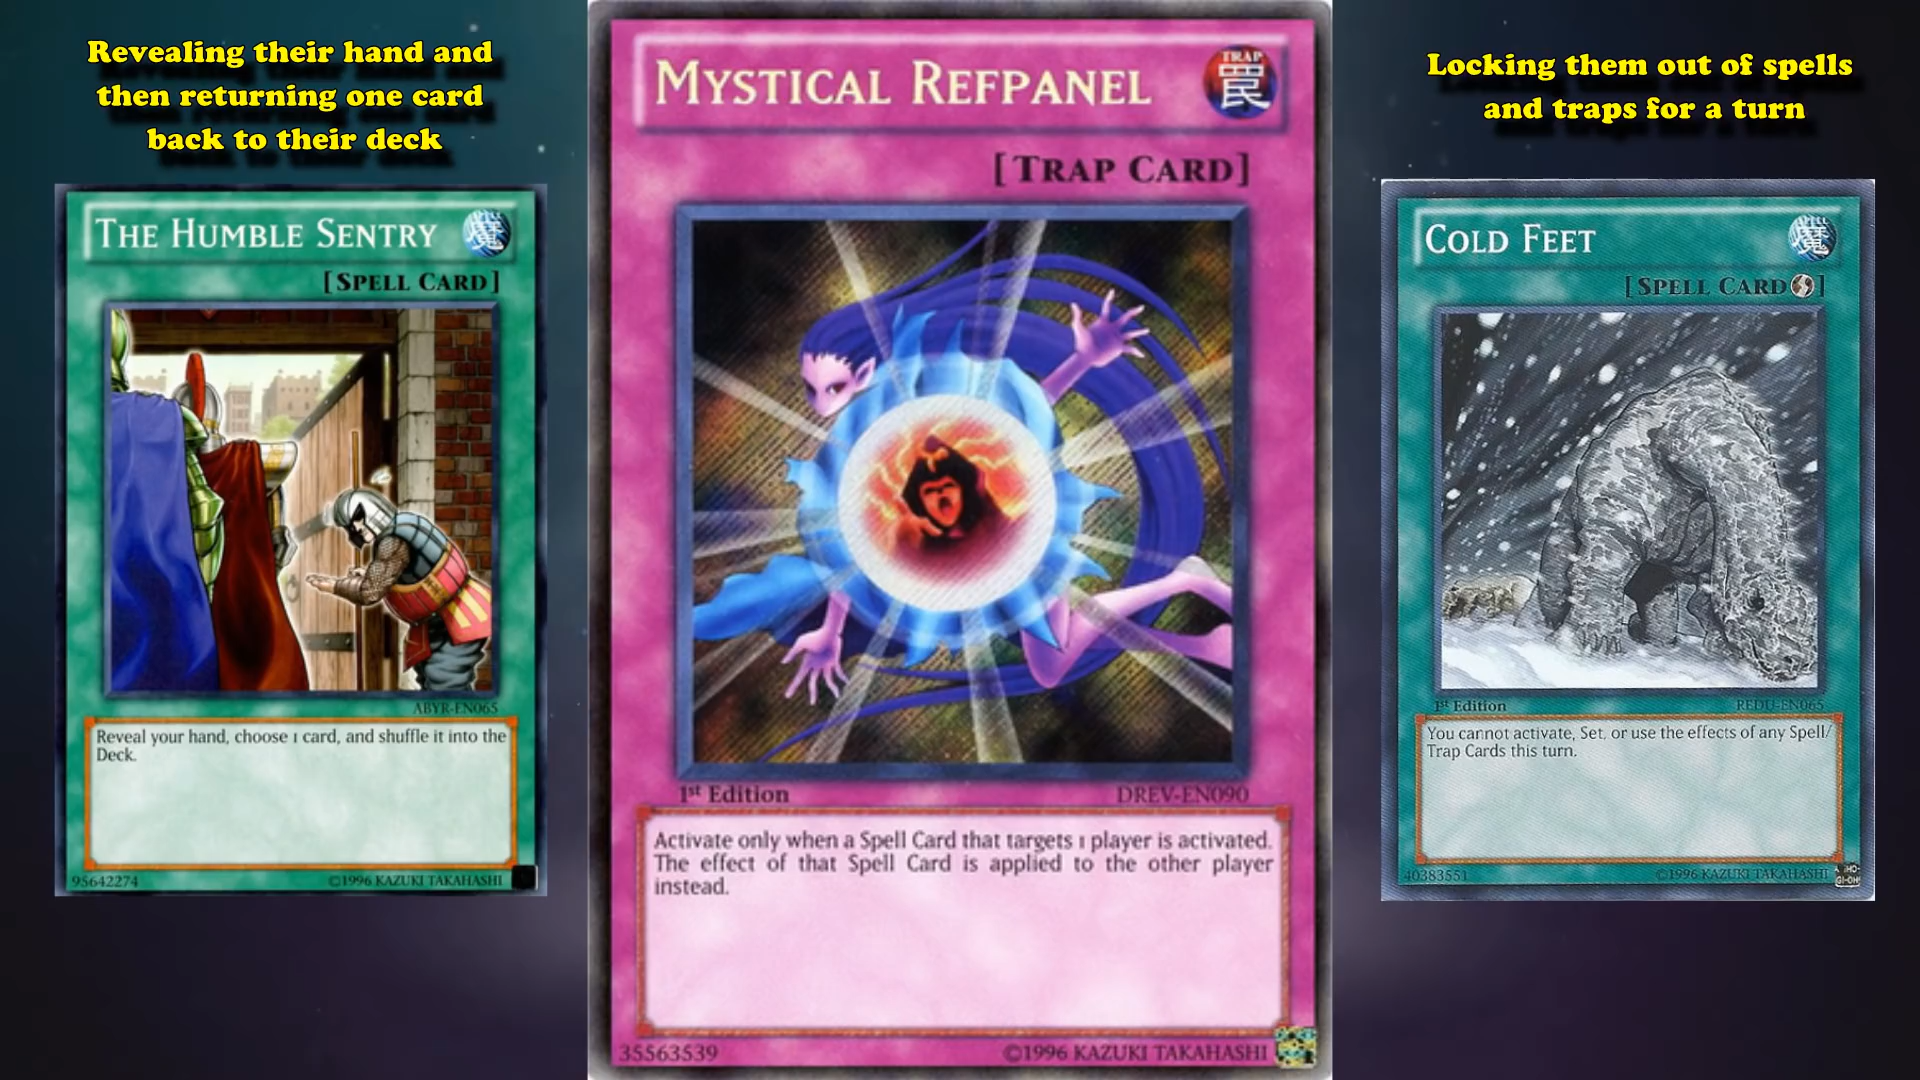 Revealing their hand and
then returning one card
back to their deck
THE HUMBLE SENTRY
魔
[SPELL CARD]
ABYR-EN065
Reveal your hand, choose 1 card, and shuffle it into the
Deck.
95642274
©1996 KAZUKI TAKAHASHI
MYSTICAL REFPANEL
TRAP
罠
[TRAP CARD]
1st Edition
DREV-EN090
Activate only when a Spell Card that targets 1 player is activated.
The effect of that Spell Card is applied to the other player
instead.
35563539
©1996 KAZUKI TAKAHASHI
Locking them out of spells
and traps for a turn
COLD FEET
魔
[SPELL CARD]
1st Edition
REDU-EN065
You cannot activate, Set, or use the effects of any Spell/
Trap Cards this turn.
40383551
©1996 KAZUKI TAKAHASHI